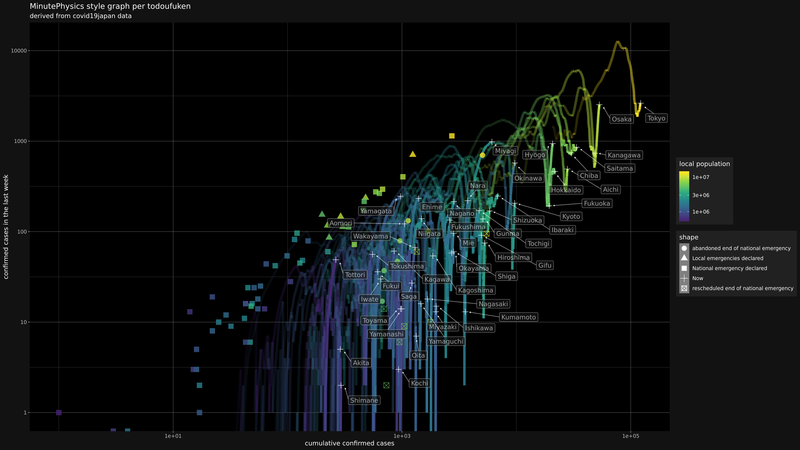 MinutePhysics style graph per todoufuken
derived from covid19japan data
confirmed cases in the last week
10000
1000
100
10
1
1e+01
1e+03
1e+05
cumulative confirmed cases
Osaka
Tokyo
Miyagi
Hyogo
Kanagawa
Saitama
Okinawa
Chiba
Nara
Hokkaido
Aichi
Fukuoka
Ehime
Yamagata
Nagano
Kyoto
Aomori
Shizuoka
Fukushima
Ibaraki
Wakayama
Niigata
Gunma
Mie
Tochigi
Hiroshima
Tokushima
Okayama
Gifu
Tottori
Kagawa
Shiga
Fukui
Kagoshima
Iwate
Saga
Nagasaki
Toyama
Kumamoto
Miyazaki
Ishikawa
Yamanashi
Yamaguchi
Oita
Akita
Kochi
Shimane
local population
1e+07
3e+06
1e+06
shape
abandoned end of national emergency
Local emergencies declared
National emergency declared
Now
rescheduled end of national emergency